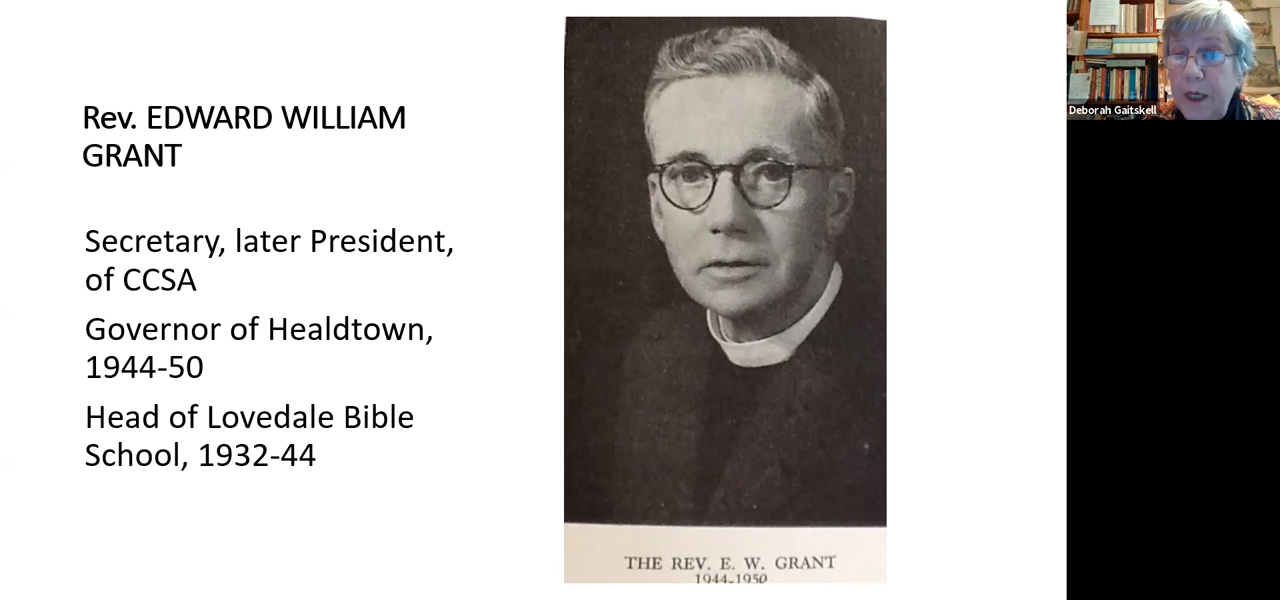 Rev. EDWARD WILLIAM
GRANT
Secretary, later President,
of CCSA
Governor of Healdtown,
1944-50
Head of Lovedale Bible
School, 1932-44
THE REV. E. W. GRANT
1944-1950
Deborah Gaitskell